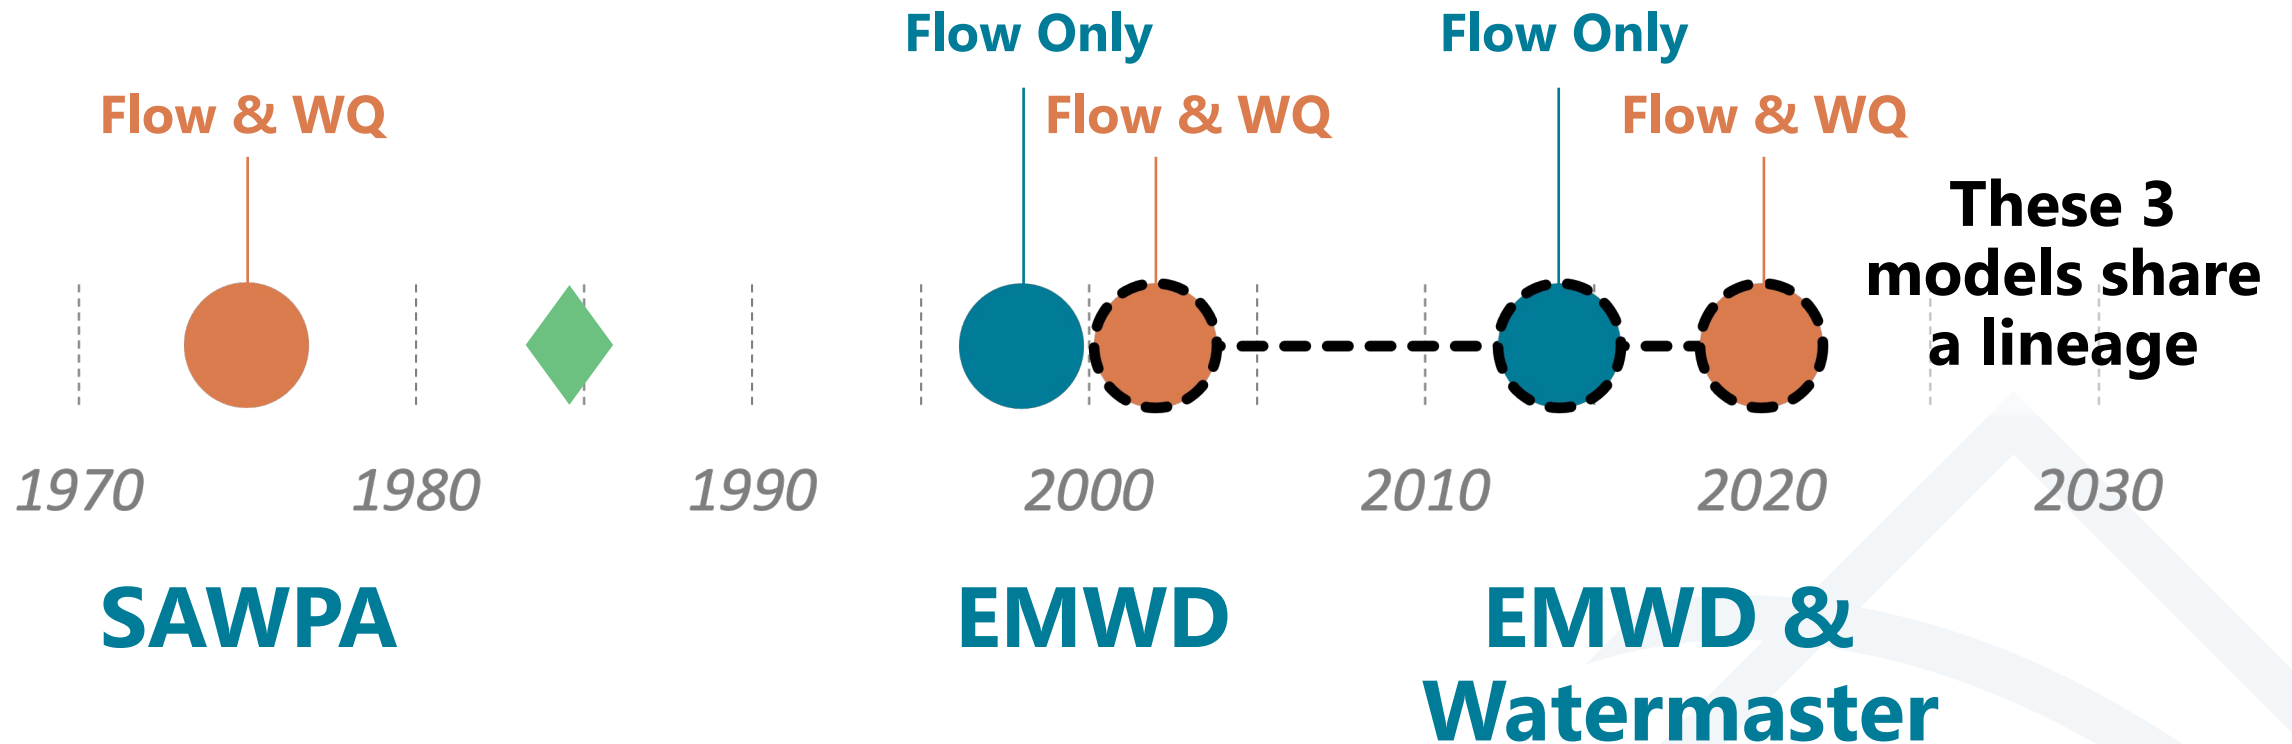 Flow Only
Flow Only
Flow & WQ
Flow & WQ
Flow & WQ
These 3
models share
a lineage
1970
1980
1990
2000
2010
2020
2030
SAWPA
EMWD
EMWD &
Watermaster